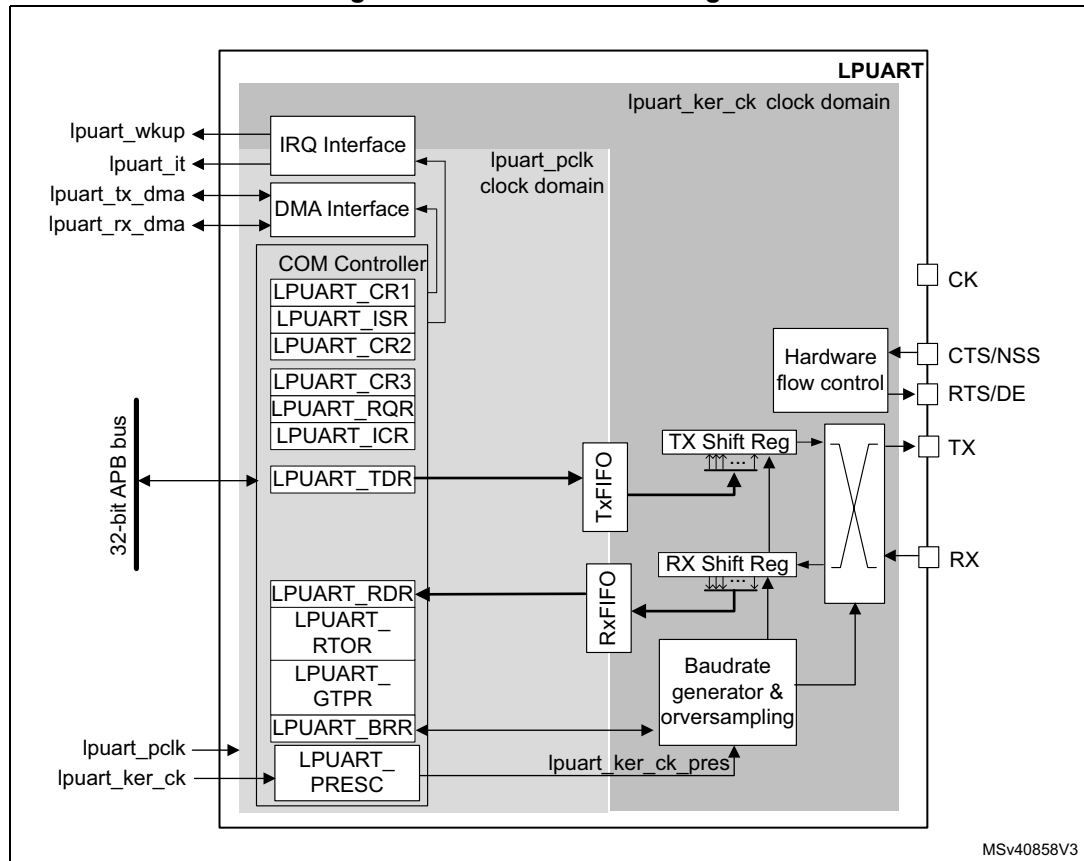 LPUART
lpuart_ker_ck clock domain
lpuart_wkup
lpuart_it
IRQ Interface
lpuart_pclk
clock domain
lpuart_tx_dma
lpuart_rx_dma
DMA Interface
COM Controller
LPUART_CR1
LPUART_ISR
LPUART_CR2
LPUART_CR3
LPUART_RQR
LPUART_ICR
LPUART_TDR
32-bit APB bus
LPUART_RDR
LPUART_
RTOR
LPUART_
GTPR
LPUART_BRR
LPUART_
PRESC
lpuart_pclk
lpuart_ker_ck
lpuart_ker_ck_pres
TxFIFO
RxFIFO
TX Shift Reg
...
RX Shift Reg
...
Baudrate
generator &
orversampling
Hardware
flow control
CK
CTS/NSS
RTS/DE
TX
RX
MSv40858V3